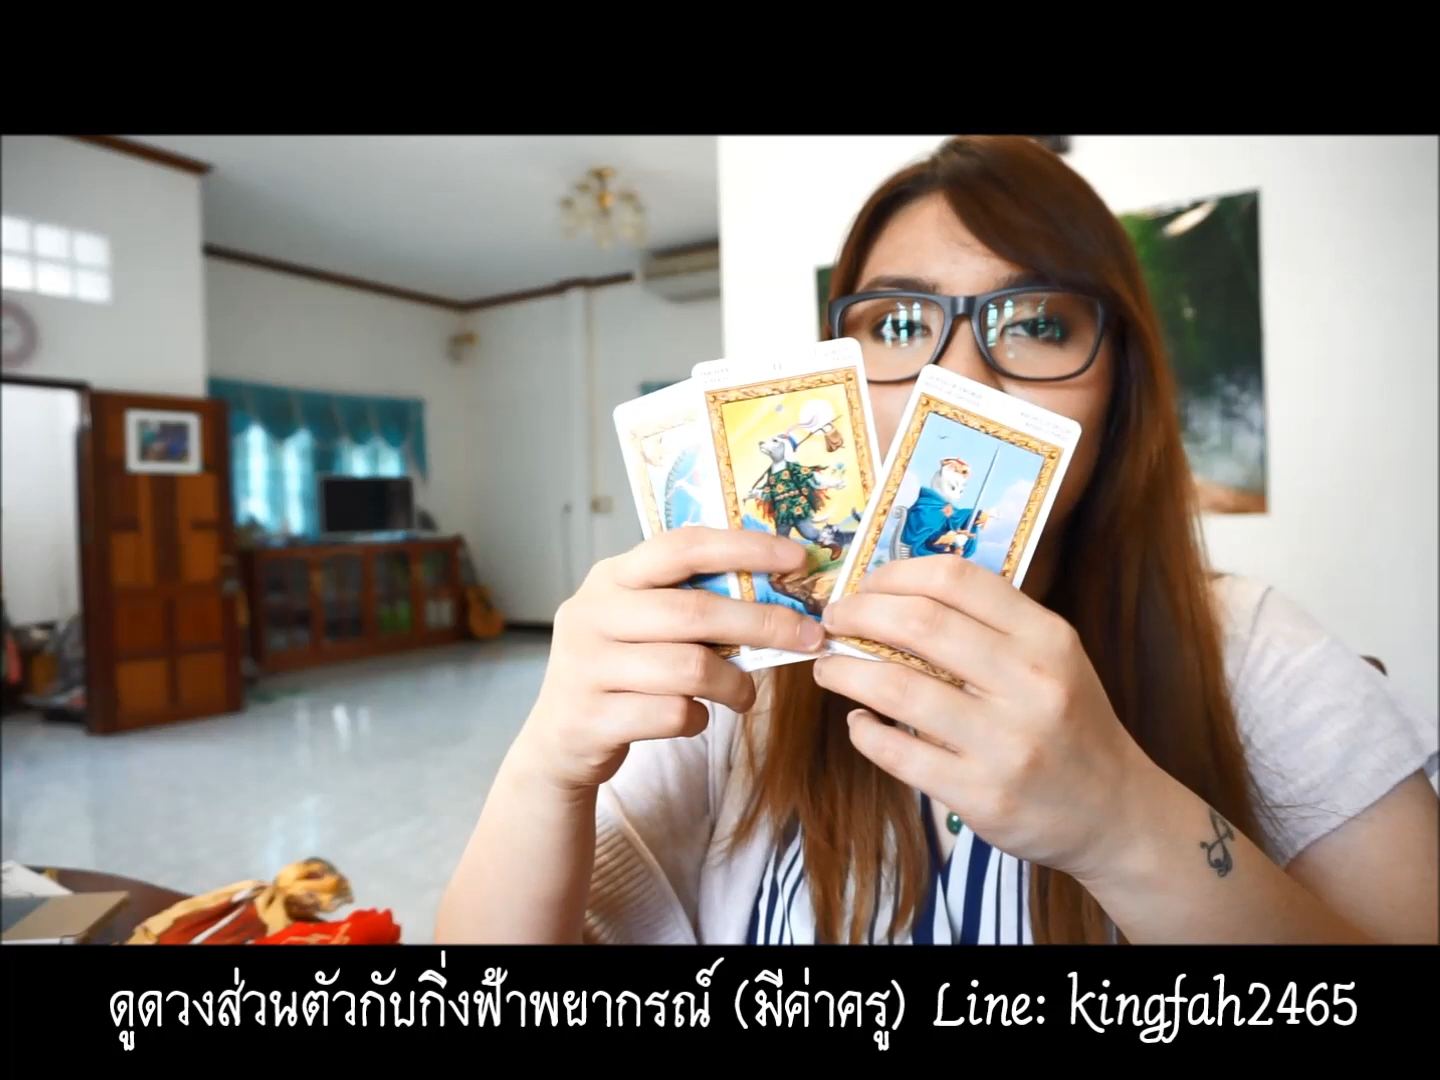 ดูดวงส่วนตัวกับกิ่งฟ้าพยากรณ์ (มีค่าครู) Line: kingfah2465